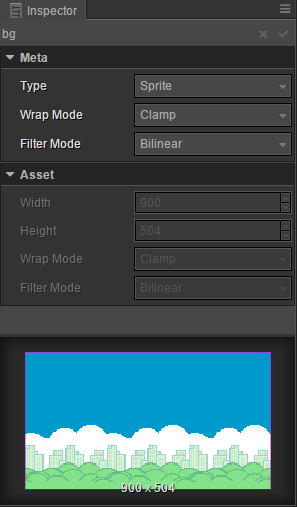 Inspector
bg
Meta
Type Sprite
Wrap Mode Clamp
Filter Mode Bilinear
Asset
Width 900
Height 504
Wrap Mode Clamp
Filter Mode Bilinear
900 x 504